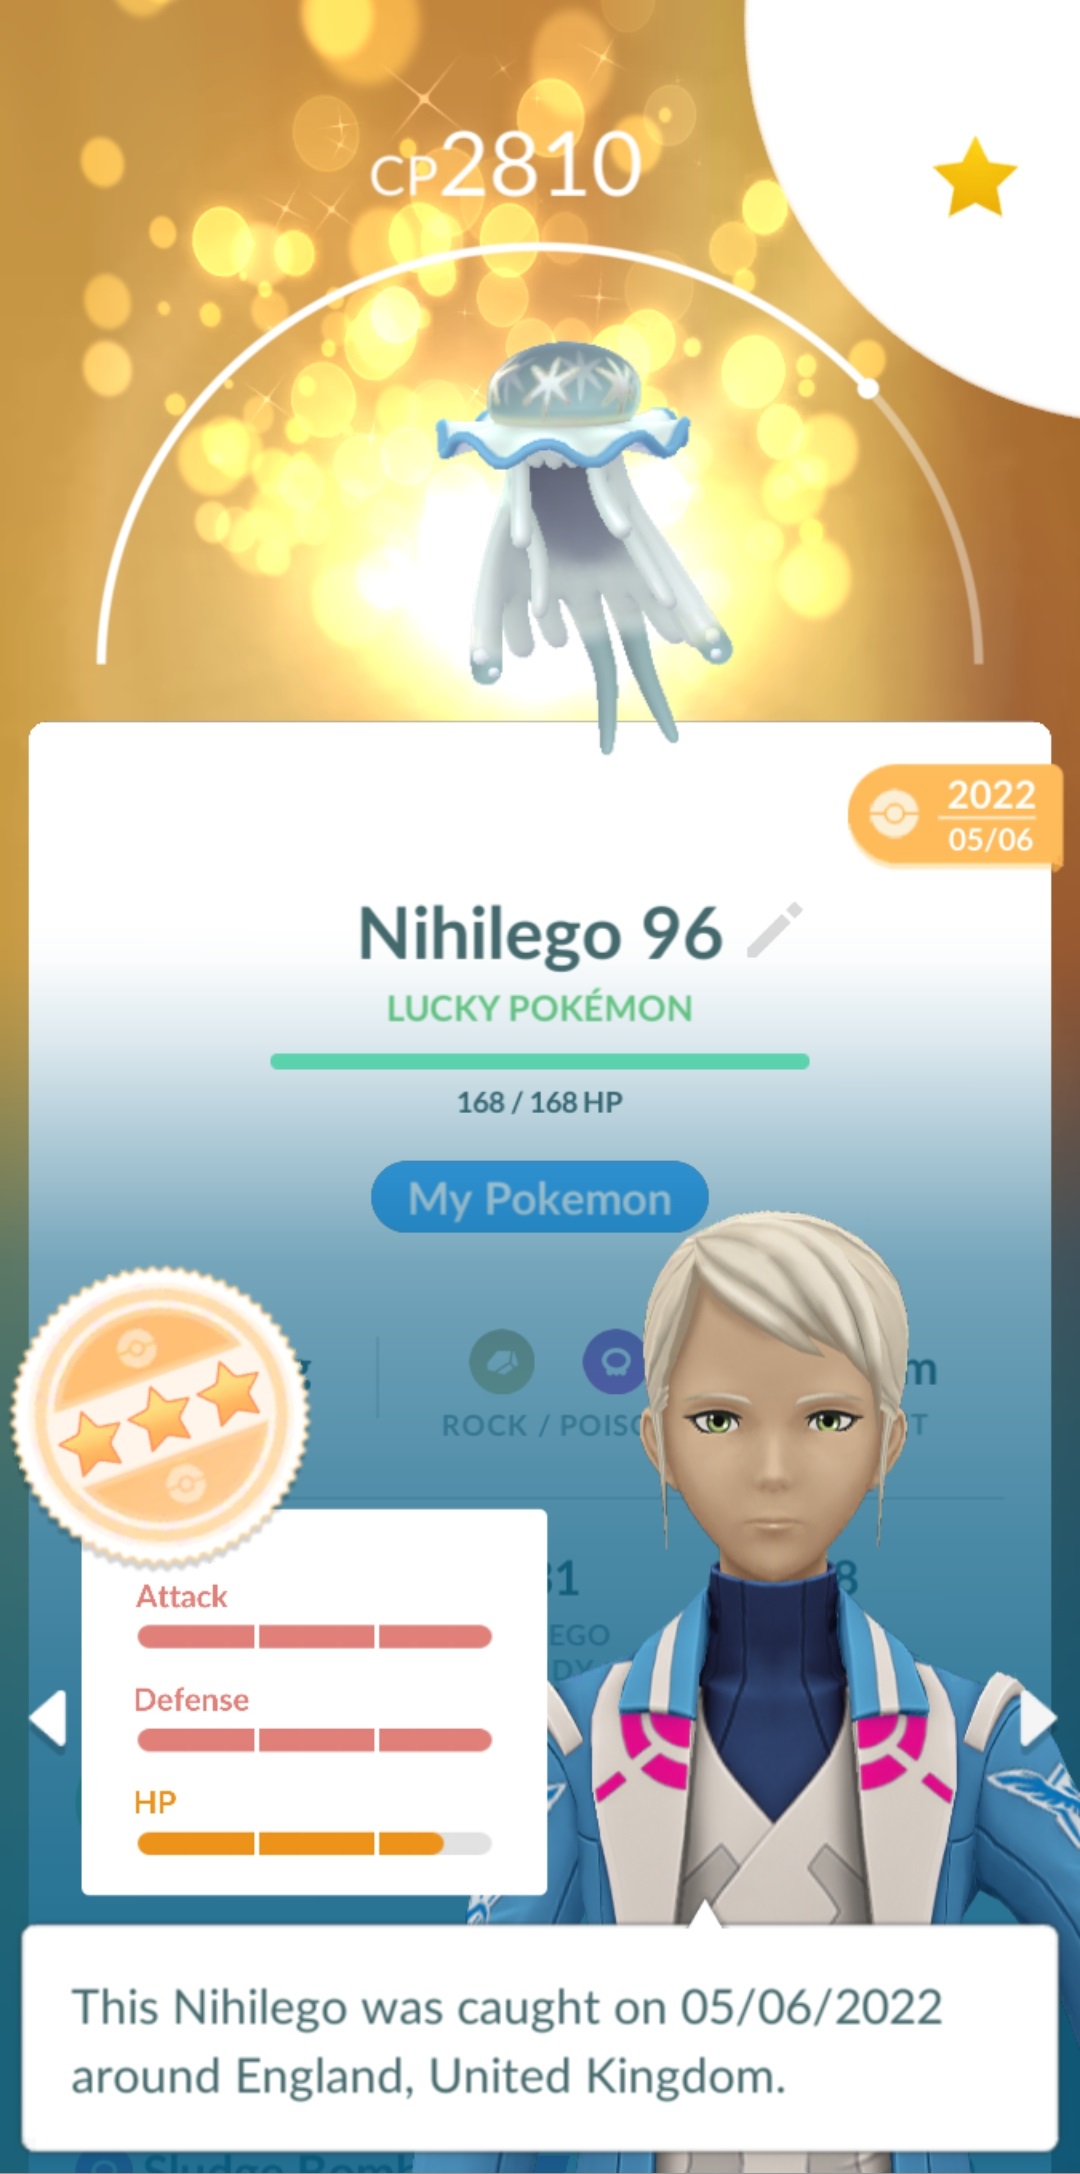 CP2810
2022
05/06
Nihilego 96
LUCKY POKÉMON
168 / 168 HP
My Pokemon
ROCK /
Attack
Defense
HP
This Nihilego was caught on 05/06/2022
around England, United Kingdom.